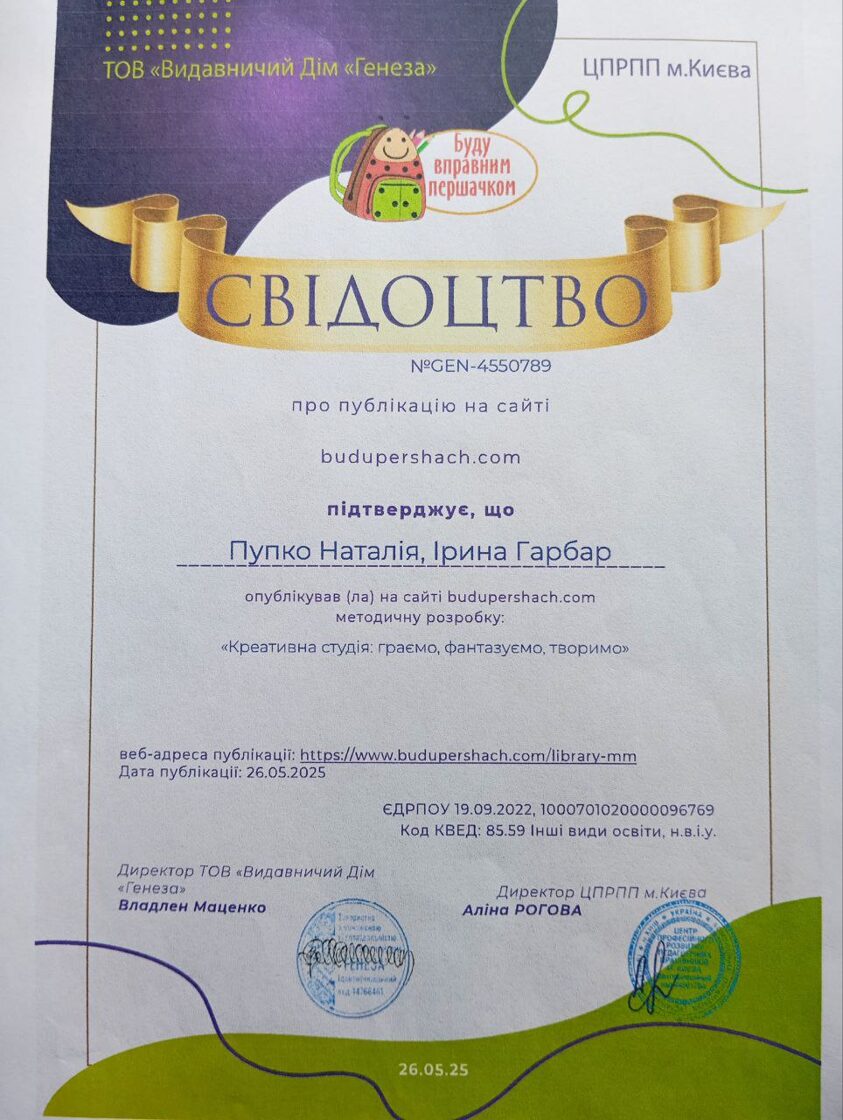 ТОВ «Видавничий Дім «Генеза»
ЦПРПП м.Києва
Буду
вправним
першачком
СВІДОЦТВО
№GEN-4550789
про публікацію на сайті
budupershach.com
підтверджує, що
Пупко Наталія, Ірина Гарбар
опублікував (ла) на сайті budupershach.com
методичну розробку:
«Креативна студія: граємо, фантазуємо, творимо»
веб-адреса публікації: https://www.budupershach.com/library-mm
Дата публікації: 26.05.2025
ЄДРПОУ 19.09.2022, 1000701020000096769
Код КВЕД: 85.59 Інші види освіти, н.в.і.у.
Директор ТОВ «Видавничий Дім
«Генеза»
Владлен Маценко
Директор ЦПРПП м.Києва
Аліна РОГОВА
ГЕНЕЗА
УКРАЇНА
ЦЕНТР
26.05.25